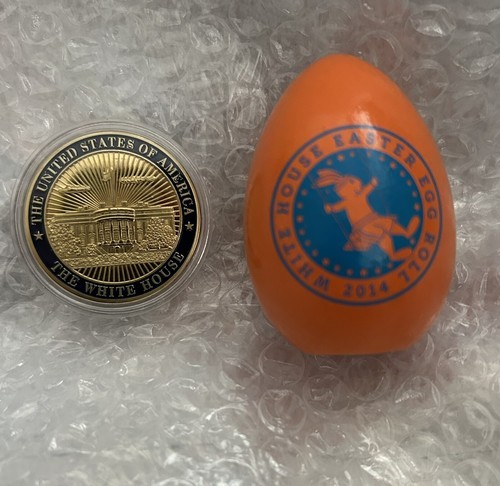 ★ THE UNITED STATES OF AMERICA ★
THE WHITE HOUSE
WHITE HOUSE EASTER EGG ROLL
2014